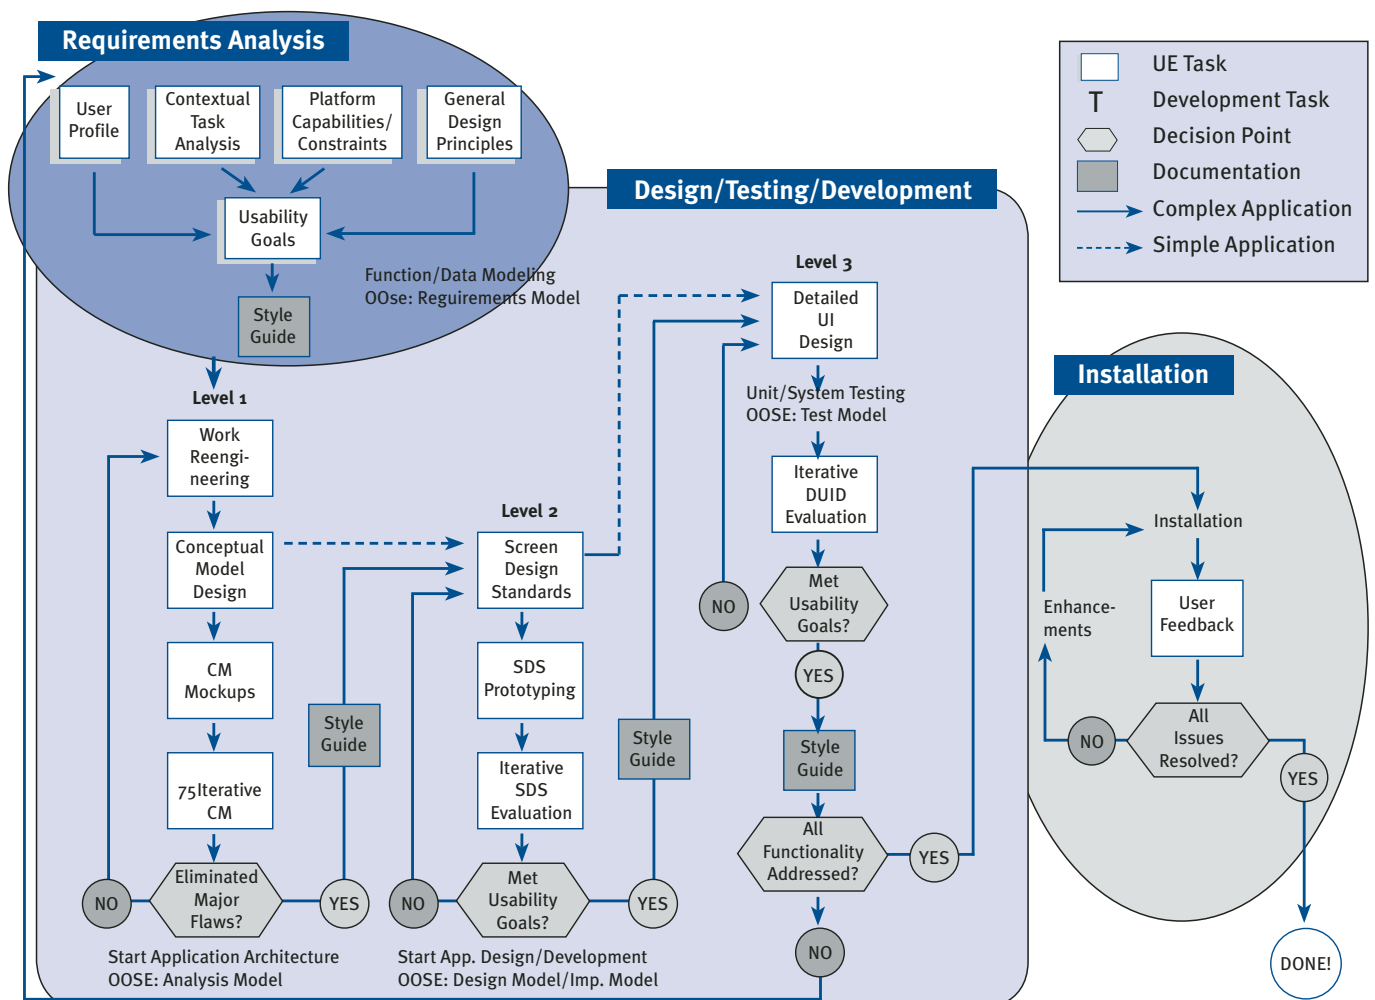 Requirements Analysis
User
Profile
Contextual
Task
Analysis
Platform
Capabilities/
Constraints
General
Design
Principles
Usability
Goals
Style
Guide
Function/Data Modeling
OOse: Reguirements Model
Design/Testing/Development
UE Task
T
Development Task
Decision Point
Documentation
Complex Application
Simple Application
Level 1
Work
Reengi-
neering
Conceptual
Model
Design
CM
Mockups
75Iterative
CM
Eliminated
Major
Flaws?
NO
YES
Style
Guide
Start Application Architecture
OOSE: Analysis Model
Level 2
Screen
Design
Standards
SDS
Prototyping
Iterative
SDS
Evaluation
Met
Usability
Goals?
NO
YES
Style
Guide
Start App. Design/Development
OOSE: Design Model/Imp. Model
Level 3
Detailed
UI
Design
Unit/System Testing
OOSE: Test Model
Iterative
DUID
Evaluation
Met
Usability
Goals?
NO
YES
Style
Guide
All
Functionality
Addressed?
YES
NO
Installation
Installation
User
Feedback
Enhance-
ments
All
Issues
Resolved?
NO
YES
DONE!